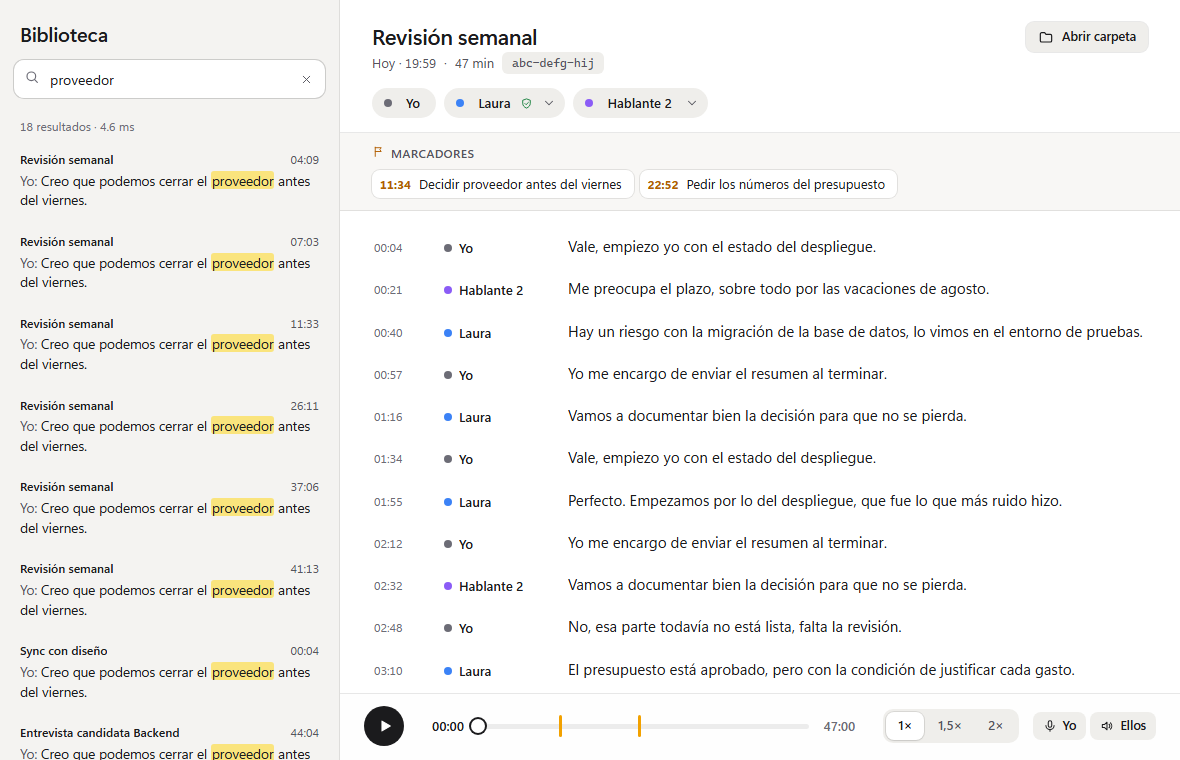 Biblioteca
proveedor
18 resultados · 4.6 ms
Revisión semanal 04:09
Yo: Creo que podemos cerrar el proveedor antes
del viernes.
Revisión semanal 07:03
Yo: Creo que podemos cerrar el proveedor antes
del viernes.
Revisión semanal 11:33
Yo: Creo que podemos cerrar el proveedor antes
del viernes.
Revisión semanal 26:11
Yo: Creo que podemos cerrar el proveedor antes
del viernes.
Revisión semanal 37:06
Yo: Creo que podemos cerrar el proveedor antes
del viernes.
Revisión semanal 41:13
Yo: Creo que podemos cerrar el proveedor antes
del viernes.
Sync con diseño 00:04
Yo: Creo que podemos cerrar el proveedor antes
del viernes.
Entrevista candidata Backend 44:04
Yo: Creo que podemos cerrar el proveedor antes
Revisión semanal
Abrir carpeta
Hoy · 19:59 · 47 min abc-defg-hij
Yo Laura Hablante 2
MARCADORES
11:34 Decidir proveedor antes del viernes 22:52 Pedir los números del presupuesto
00:04 Yo Vale, empiezo yo con el estado del despliegue.
00:21 Hablante 2 Me preocupa el plazo, sobre todo por las vacaciones de agosto.
00:40 Laura Hay un riesgo con la migración de la base de datos, lo vimos en el entorno de pruebas.
00:57 Yo Yo me encargo de enviar el resumen al terminar.
01:16 Laura Vamos a documentar bien la decisión para que no se pierda.
01:34 Yo Vale, empiezo yo con el estado del despliegue.
01:55 Laura Perfecto. Empezamos por lo del despliegue, que fue lo que más ruido hizo.
02:12 Yo Yo me encargo de enviar el resumen al terminar.
02:32 Hablante 2 Vamos a documentar bien la decisión para que no se pierda.
02:48 Yo No, esa parte todavía no está lista, falta la revisión.
03:10 Laura El presupuesto está aprobado, pero con la condición de justificar cada gasto.
00:00 47:00 1× 1,5× 2× Yo Ellos